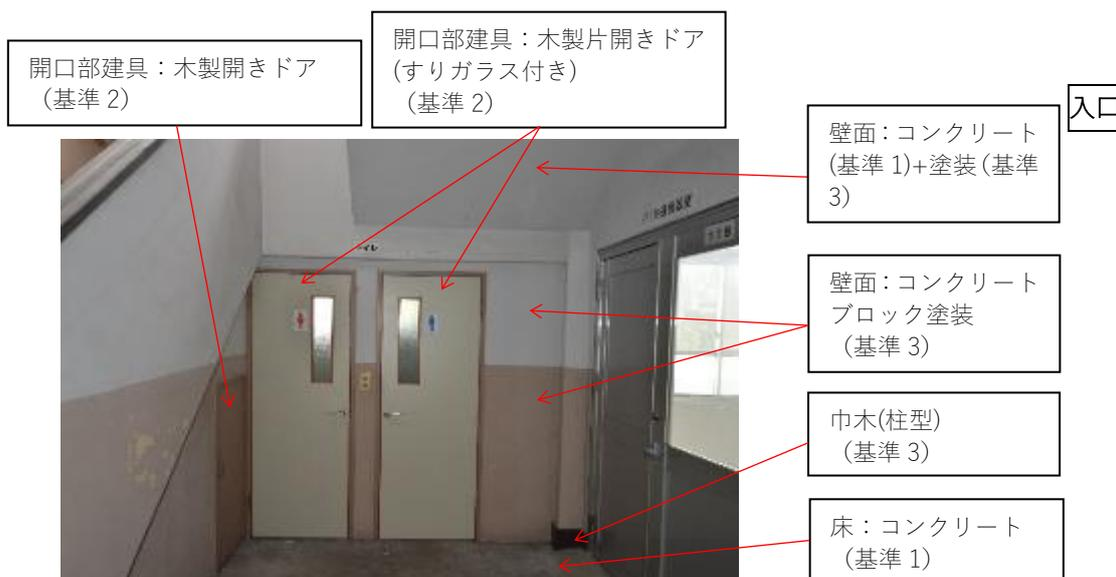 開口部建具：木製開きドア
（基準 2）
開口部建具：木製片開きドア
(すりガラス付き)
（基準 2）
入口
壁面：コンクリート
(基準 1)+塗装(基準
3)
壁面：コンクリート
ブロック塗装
（基準 3）
巾木(柱型)
（基準 3）
床：コンクリート
（基準 1）